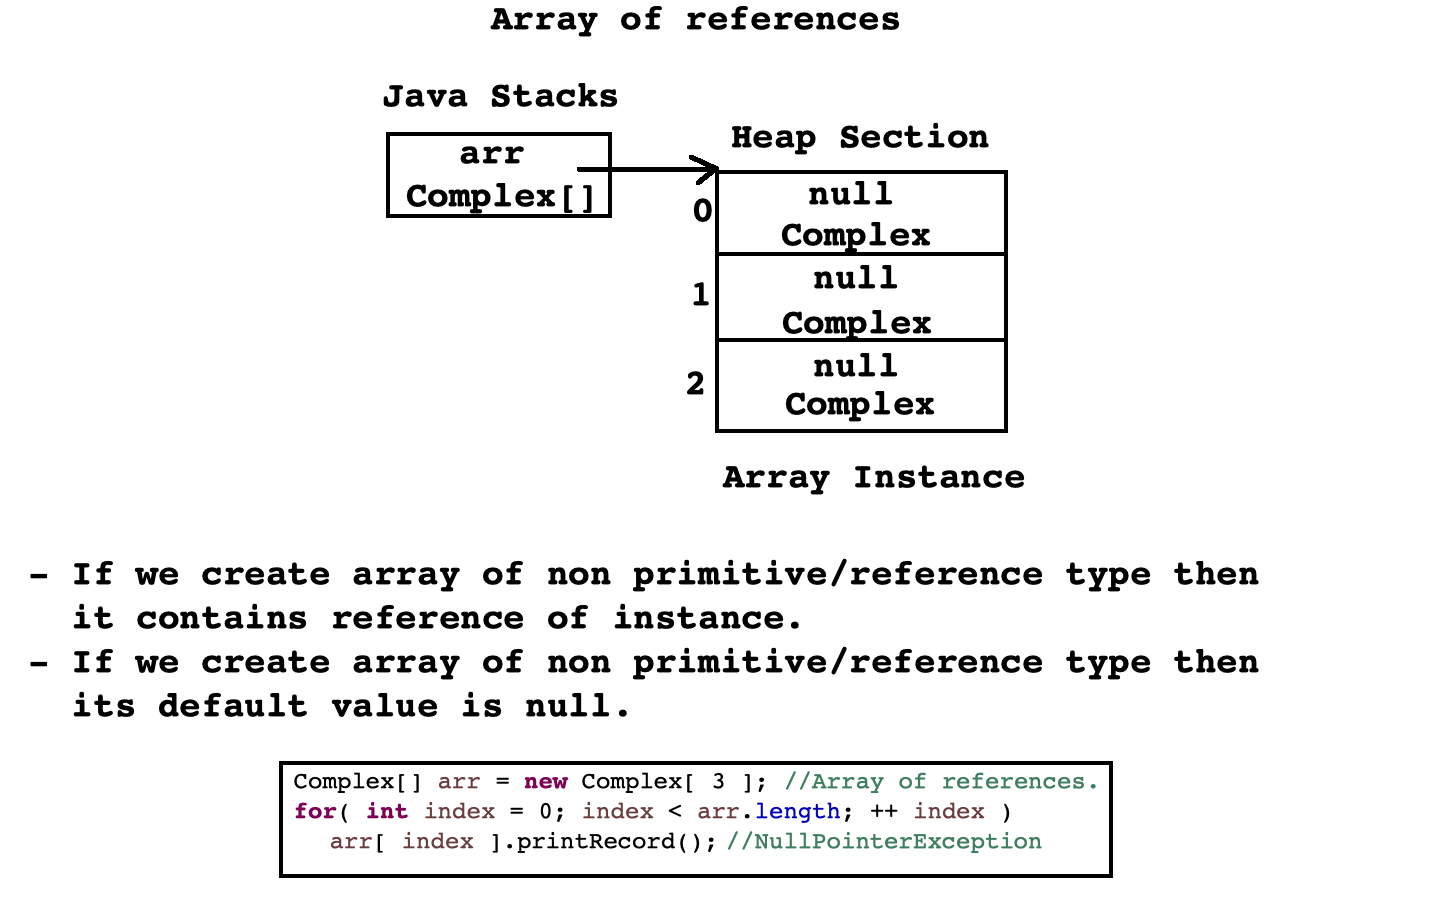 Array of references
Java Stacks
Heap Section
arr
Complex[]
0
null
Complex
1
null
Complex
2
null
Complex
Array Instance
- If we create array of non primitive/reference type then
it contains reference of instance.
- If we create array of non primitive/reference type then
its default value is null.
Complex[] arr = new Complex[ 3 ]; //Array of references.
for( int index = 0; index < arr.length; ++ index )
arr[ index ].printRecord(); //NullPointerException